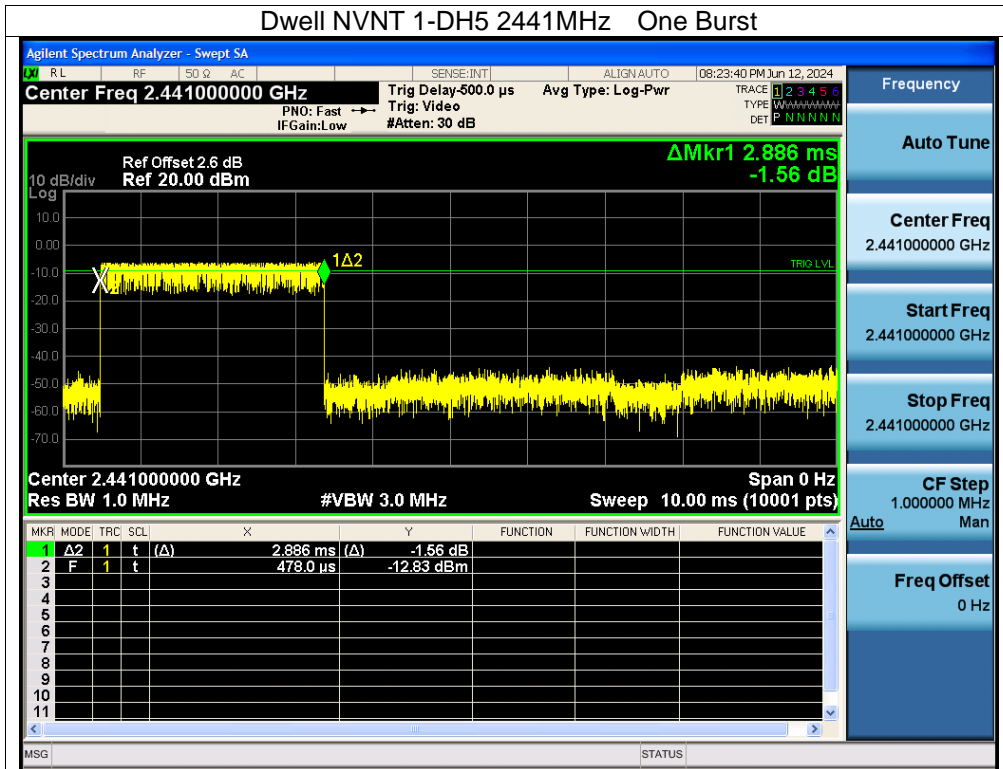 Dwell NVNT 1-DH5 2441MHz One Burst
Agilent Spectrum Analyzer - Swept SA
LXI RL RF 50 Ω AC SENSE:INT ALIGN AUTO 08:23:40 PM Jun 12, 2024
Center Freq 2.441000000 GHz
PNO: Fast
IFGain:Low
Trig Delay-500.0 µs
Trig: Video
#Atten: 30 dB
Avg Type: Log-Pwr
TRACE 1 2 3 4 5 6
TYPE WWWWWW
DET P N N N N N
Ref Offset 2.6 dB
10 dB/div Ref 20.00 dBm
Log
ΔMkr1 2.886 ms
-1.56 dB
10.0
0.00
-10.0
-20.0
-30.0
-40.0
-50.0
-60.0
-70.0
1Δ2
TRIG LVL
Center 2.441000000 GHz Span 0 Hz
Res BW 1.0 MHz #VBW 3.0 MHz Sweep 10.00 ms (10001 pts)
MKR MODE TRC SCL X Y FUNCTION FUNCTION WIDTH FUNCTION VALUE
1 Δ2 1 t (Δ) 2.886 ms (Δ) -1.56 dB
2 F 1 t 478.0 µs -12.83 dBm
3
4
5
6
7
8
9
10
11
MSG STATUS
Frequency
Auto Tune
Center Freq
2.441000000 GHz
Start Freq
2.441000000 GHz
Stop Freq
2.441000000 GHz
CF Step
1.000000 MHz
Auto Man
Freq Offset
0 Hz